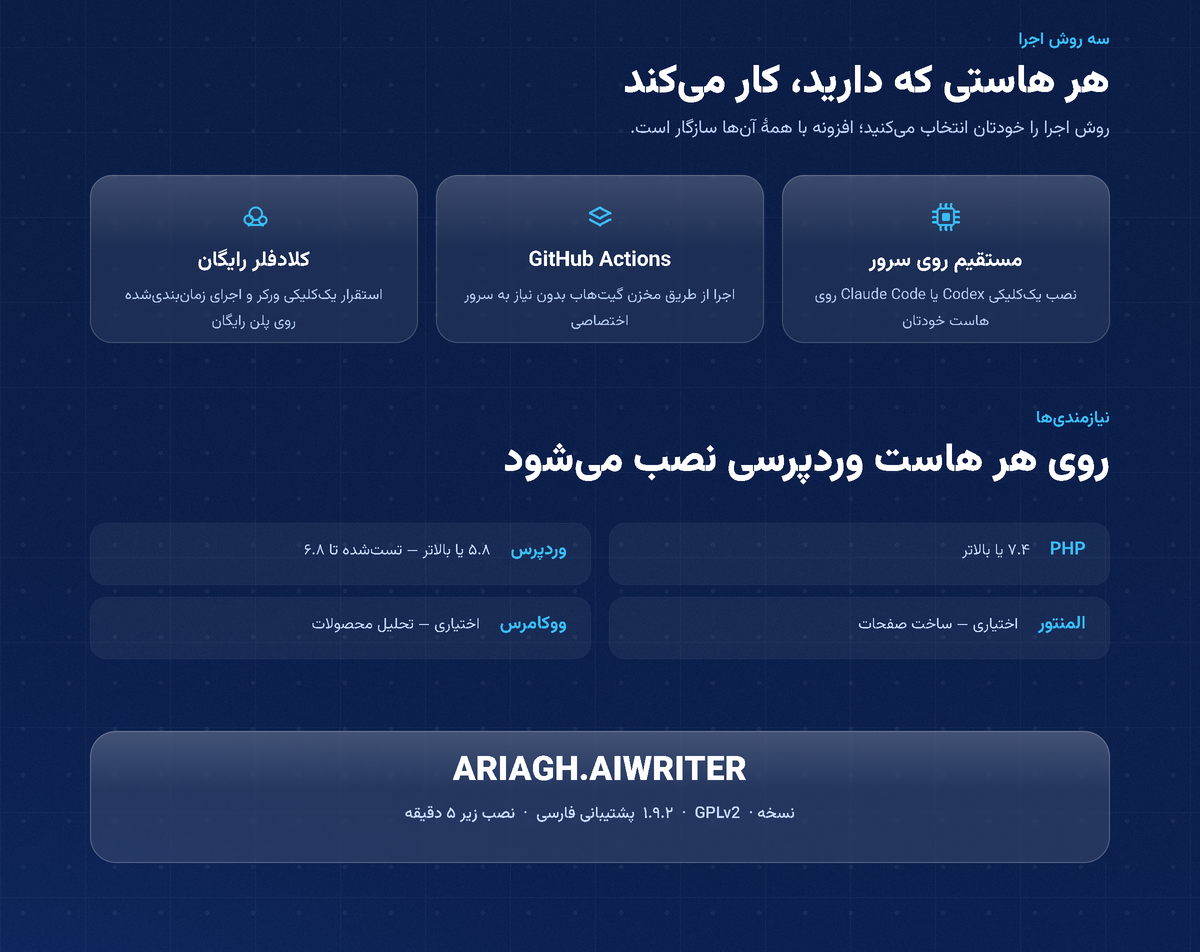 سه روش اجرا
هر هاستی که دارید، کار می‌کند
روش اجرا را خودتان انتخاب می‌کنید؛ افزونه با همهٔ آن‌ها سازگار است.
مستقیم روی سرور
نصب یک‌کلیکی Codex یا Claude Code روی
هاست خودتان
GitHub Actions
اجرا از طریق مخزن گیت‌هاب بدون نیاز به سرور
اختصاصی
کلادفلر رایگان
استقرار یک‌کلیکی ورکر و اجرای زمان‌بندی‌شده
روی پلن رایگان
نیازمندی‌ها
روی هر هاست وردپرسی نصب می‌شود
PHP ۷.۴ یا بالاتر
وردپرس ۵.۸ یا بالاتر — تست‌شده تا ۶.۸
المنتور اختیاری — ساخت صفحات
ووکامرس اختیاری — تحلیل محصولات
ARIAGH.AIWRITER
نسخه · GPLv2 · ۱.۹.۲ پشتیبانی فارسی · نصب زیر ۵ دقیقه